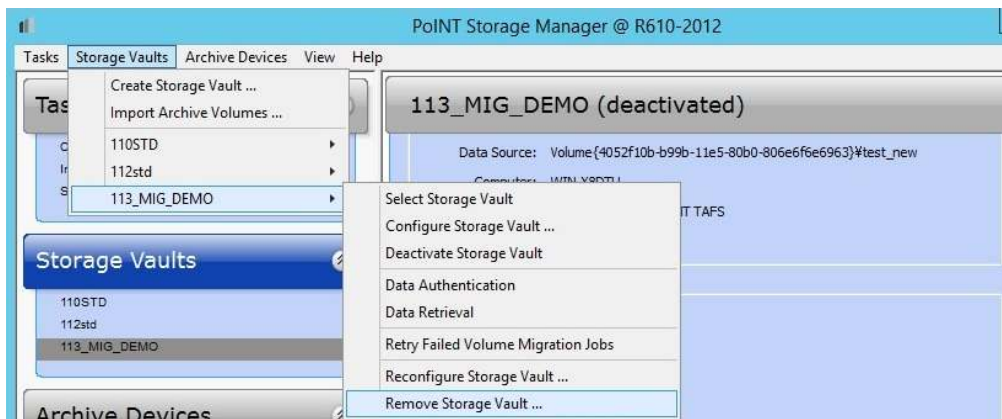 PoINT Storage Manager @ R610-2012
Tasks Storage Vaults Archive Devices View Help
Create Storage Vault ...
Import Archive Volumes ...
110STD
112std
113_MIG_DEMO
Tas
113_MIG_DEMO (deactivated)
Data Source: Volume{4052f10b-b99b-11e5-80b0-806e6f6e6963}¥test_new
IT TAFS
Select Storage Vault
Configure Storage Vault ...
Deactivate Storage Vault
Data Authentication
Data Retrieval
Retry Failed Volume Migration Jobs
Reconfigure Storage Vault ...
Remove Storage Vault ...
Storage Vaults
110STD
112std
113_MIG_DEMO
Archive Devices